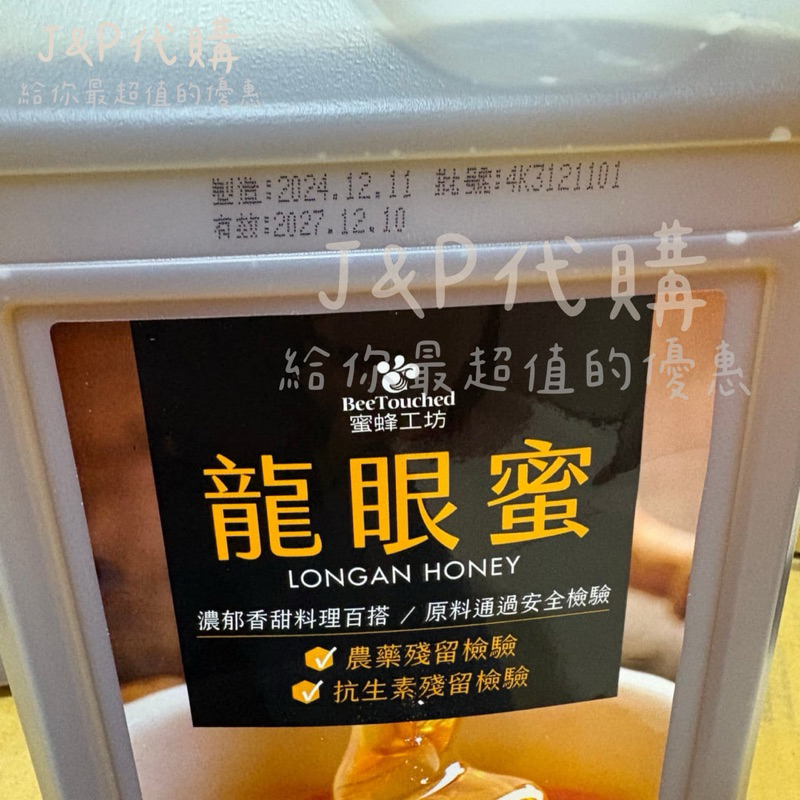 J&P代購
給你最超值的優惠
製造:2024.12.11 批號:4K3121101
有效:2027.12.10
J&P代購
給你最超值的優惠
BeeTouched
蜜蜂工坊
龍眼蜜
LONGAN HONEY
濃郁香甜料理百搭 / 原料通過安全檢驗
農藥殘留檢驗
抗生素殘留檢驗